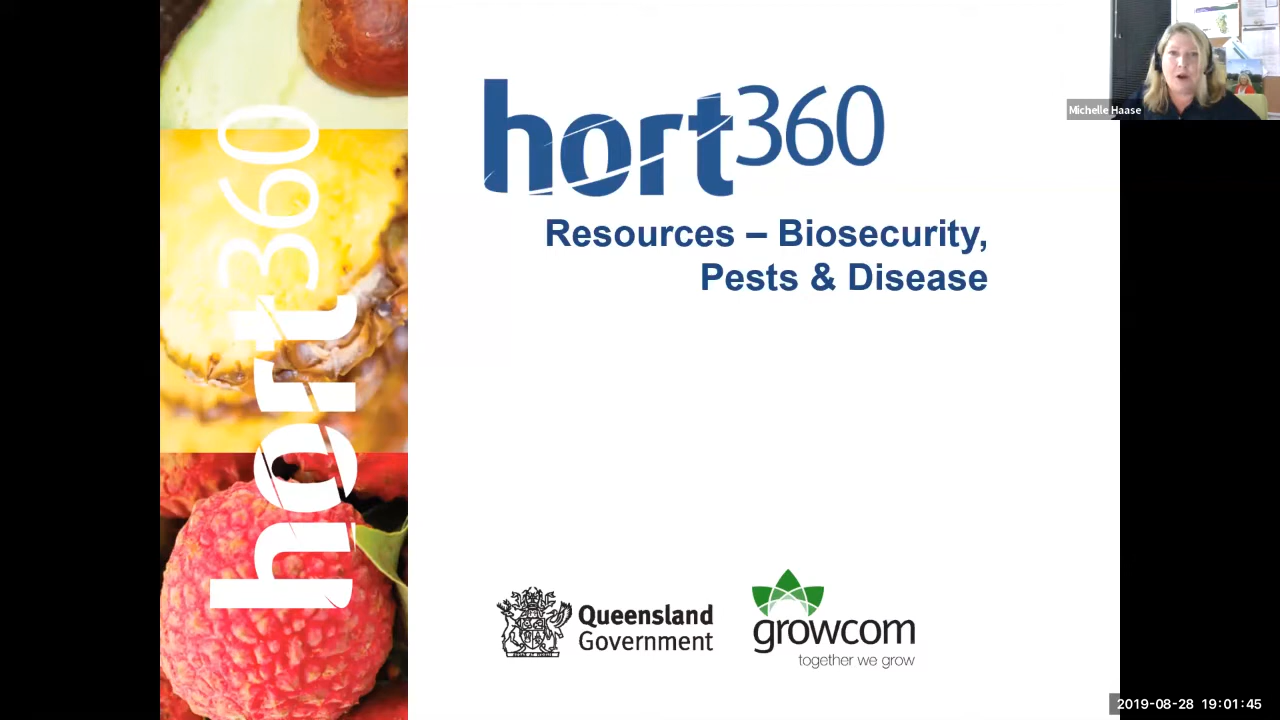 hort360
Michelle Haase
hort360
Resources – Biosecurity,
Pests & Disease
Queensland
Government
growcom
together we grow
2019-08-28 19:01:45